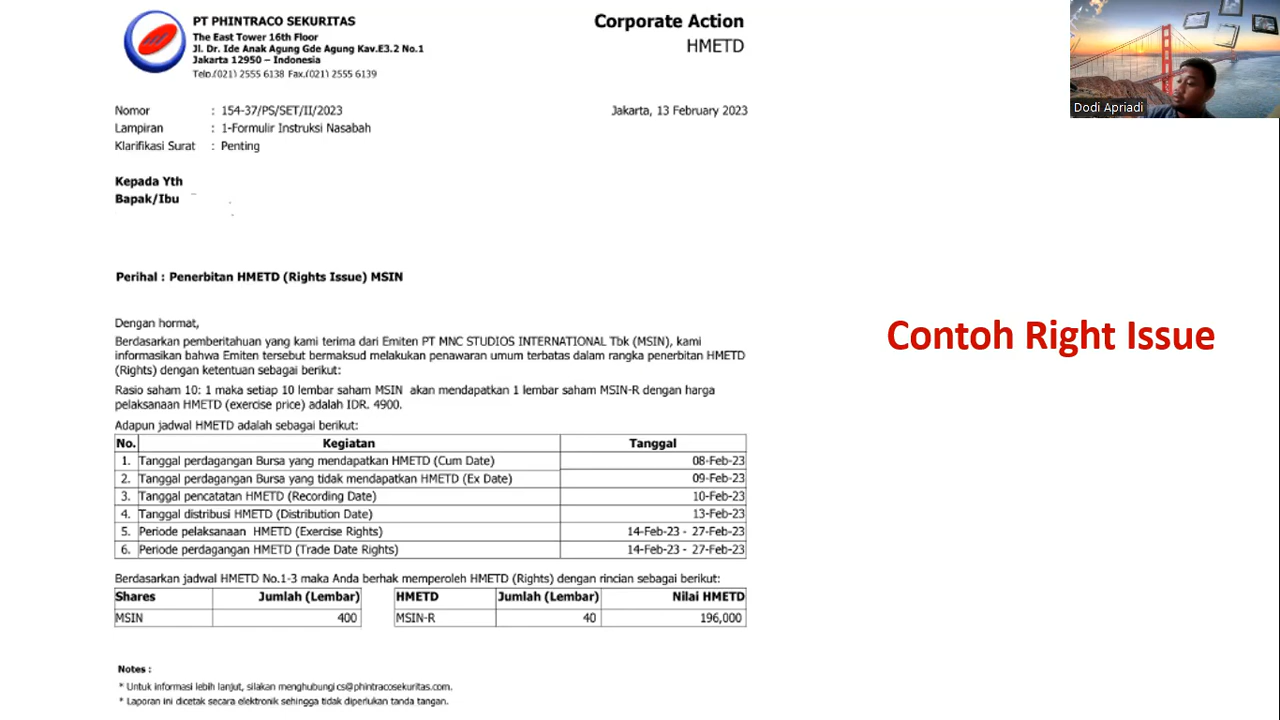 PT PHINTRACO SEKURITAS
The East Tower 16th Floor
Jl. Dr. Ide Anak Agung Gde Agung Kav.E3.2 No.1
Jakarta 12950 – Indonesia
Telp.(021) 2555 6138 Fax.(021) 2555 6139
Corporate Action
HMETD
Nomor : 154-37/PS/SET/II/2023
Jakarta, 13 February 2023
Lampiran : 1-Formulir Instruksi Nasabah
Klarifikasi Surat : Penting
Kepada Yth
Bapak/Ibu
Perihal : Penerbitan HMETD (Rights Issue) MSIN
Dengan hormat,
Berdasarkan pemberitahuan yang kami terima dari Emiten PT MNC STUDIOS INTERNATIONAL Tbk (MSIN), kami
informasikan bahwa Emiten tersebut bermaksud melakukan penawaran umum terbatas dalam rangka penerbitan HMETD
(Rights) dengan ketentuan sebagai berikut:
Rasio saham 10: 1 maka setiap 10 lembar saham MSIN akan mendapatkan 1 lembar saham MSIN-R dengan harga
pelaksanaan HMETD (exercise price) adalah IDR. 4900.
Adapun jadwal HMETD adalah sebagai berikut:
No. Kegiatan Tanggal
1. Tanggal perdagangan Bursa yang mendapatkan HMETD (Cum Date) 08-Feb-23
2. Tanggal perdagangan Bursa yang tidak mendapatkan HMETD (Ex Date) 09-Feb-23
3. Tanggal pencatatan HMETD (Recording Date) 10-Feb-23
4. Tanggal distribusi HMETD (Distribution Date) 13-Feb-23
5. Periode pelaksanaan HMETD (Exercise Rights) 14-Feb-23 - 27-Feb-23
6. Periode perdagangan HMETD (Trade Date Rights) 14-Feb-23 - 27-Feb-23
Berdasarkan jadwal HMETD No.1-3 maka Anda berhak memperoleh HMETD (Rights) dengan rincian sebagai berikut:
Shares Jumlah (Lembar) HMETD Jumlah (Lembar) Nilai HMETD
MSIN 400 MSIN-R 40 196,000
Notes :
* Untuk informasi lebih lanjut, silakan menghubungi cs@phintracosekuritas.com.
* Laporan ini dicetak secara elektronik sehingga tidak diperlukan tanda tangan.
Contoh Right Issue
Dodi Apriadi